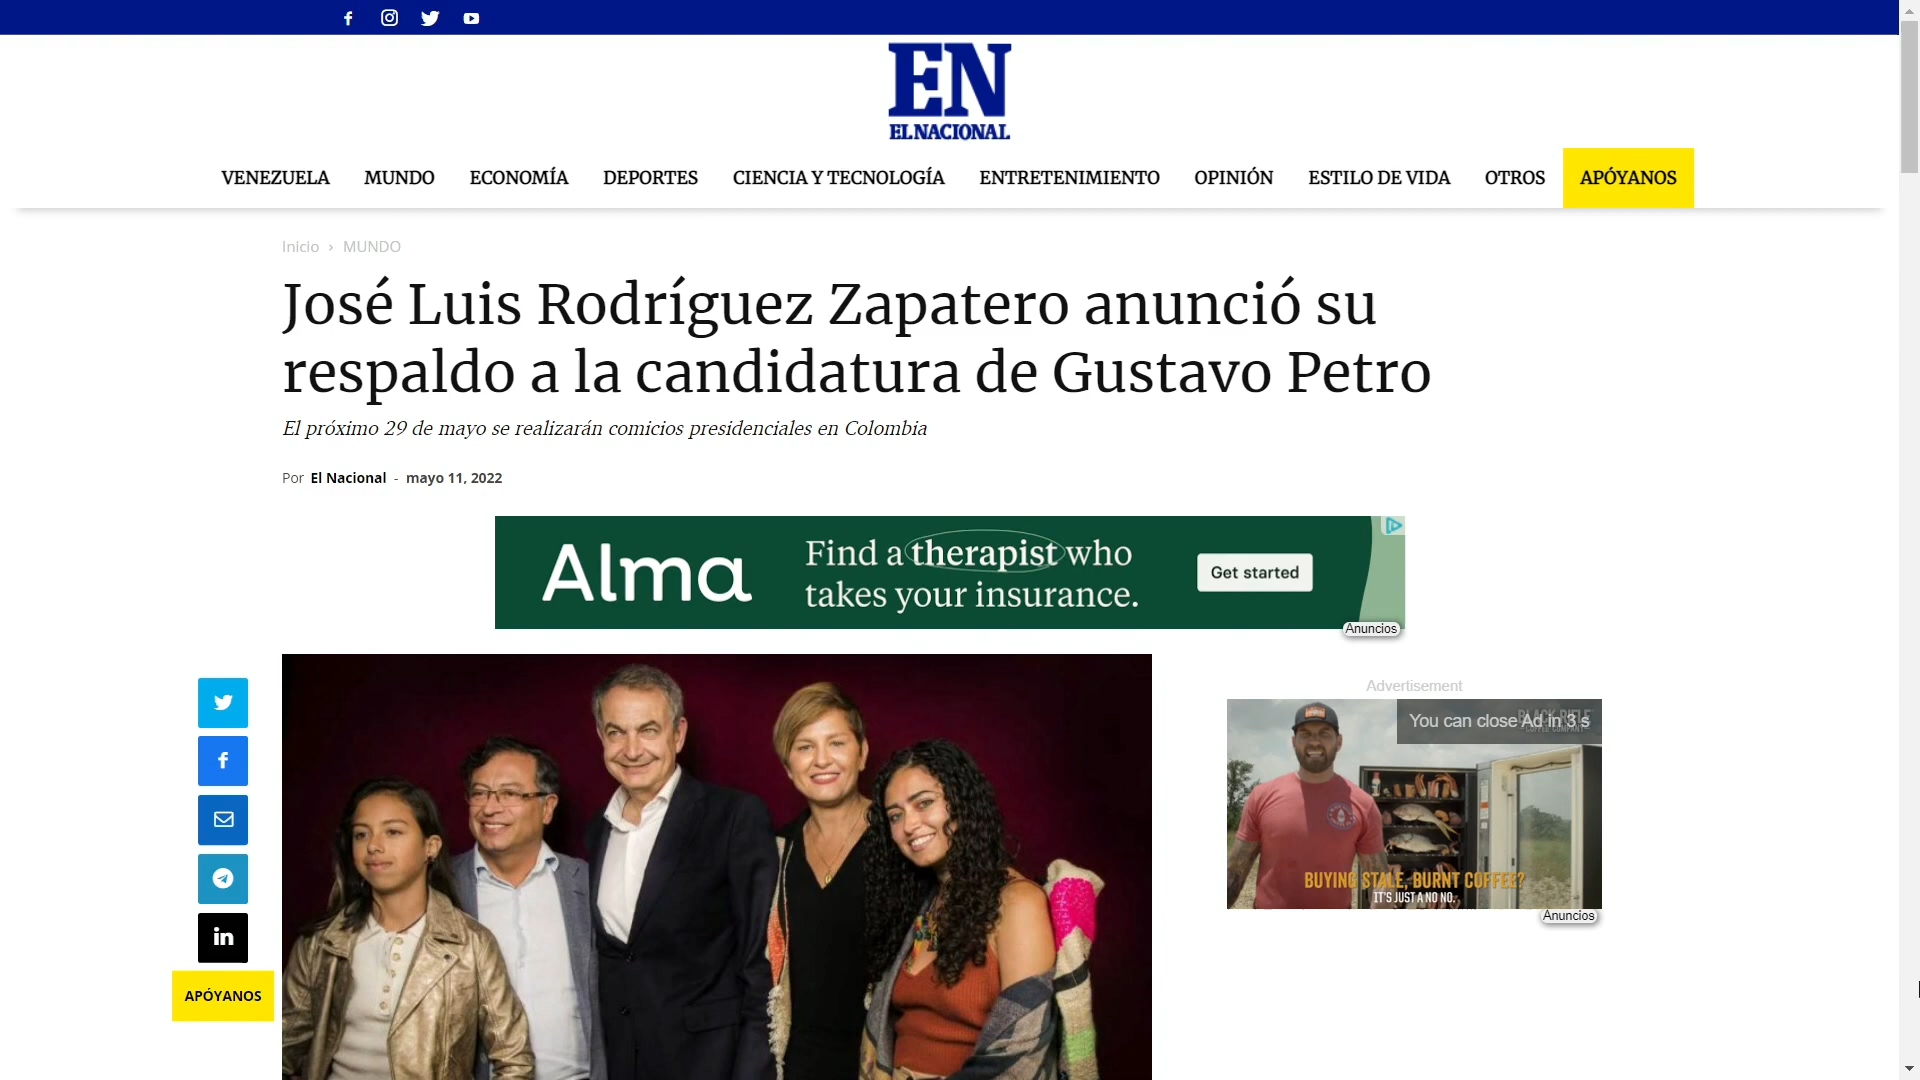 EN
EL NACIONAL
VENEZUELA MUNDO ECONOMÍA DEPORTES CIENCIA Y TECNOLOGÍA ENTRETENIMIENTO OPINIÓN ESTILO DE VIDA OTROS APÓYANOS
Inicio › MUNDO
José Luis Rodríguez Zapatero anunció su
respaldo a la candidatura de Gustavo Petro
El próximo 29 de mayo se realizarán comicios presidenciales en Colombia
Por El Nacional - mayo 11, 2022
Alma
Find a therapist who
takes your insurance.
Get started
Anuncios
APÓYANOS
Advertisement
You can close Ad in 3 s
BLACK RIFLE
COFFEE COMPANY
BUYING STALE, BURNT COFFEE?
IT'S JUST A NO NO.
Anuncios